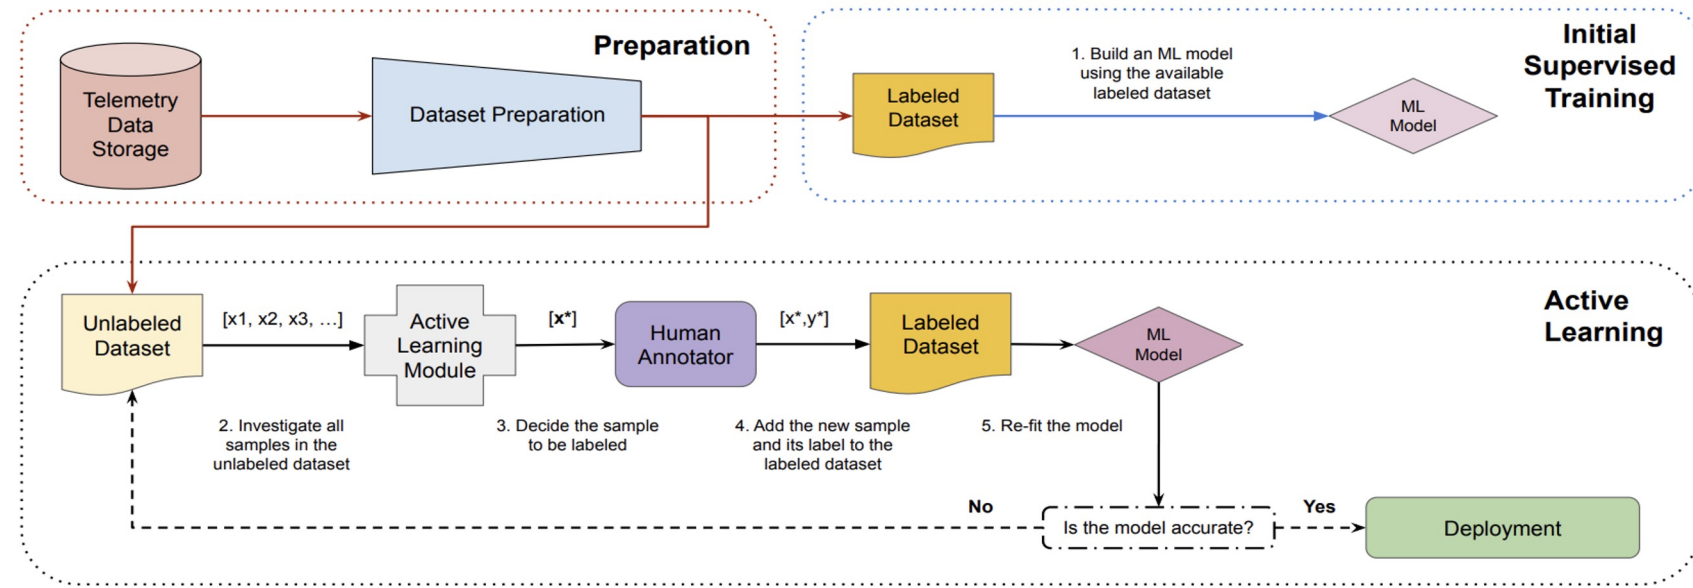 Preparation
Telemetry
Data
Storage
Dataset Preparation
Initial
Supervised
Training
1. Build an ML model
using the available
labeled dataset
Labeled
Dataset
ML
Model
Active
Learning
Unlabeled
Dataset
[x1, x2, x3, …]
Active
Learning
Module
[x*]
Human
Annotator
[x*,y*]
Labeled
Dataset
ML
Model
2. Investigate all
samples in the
unlabeled dataset
3. Decide the sample
to be labeled
4. Add the new sample
and its label to the
labeled dataset
5. Re-fit the model
No
Is the model accurate?
Yes
Deployment